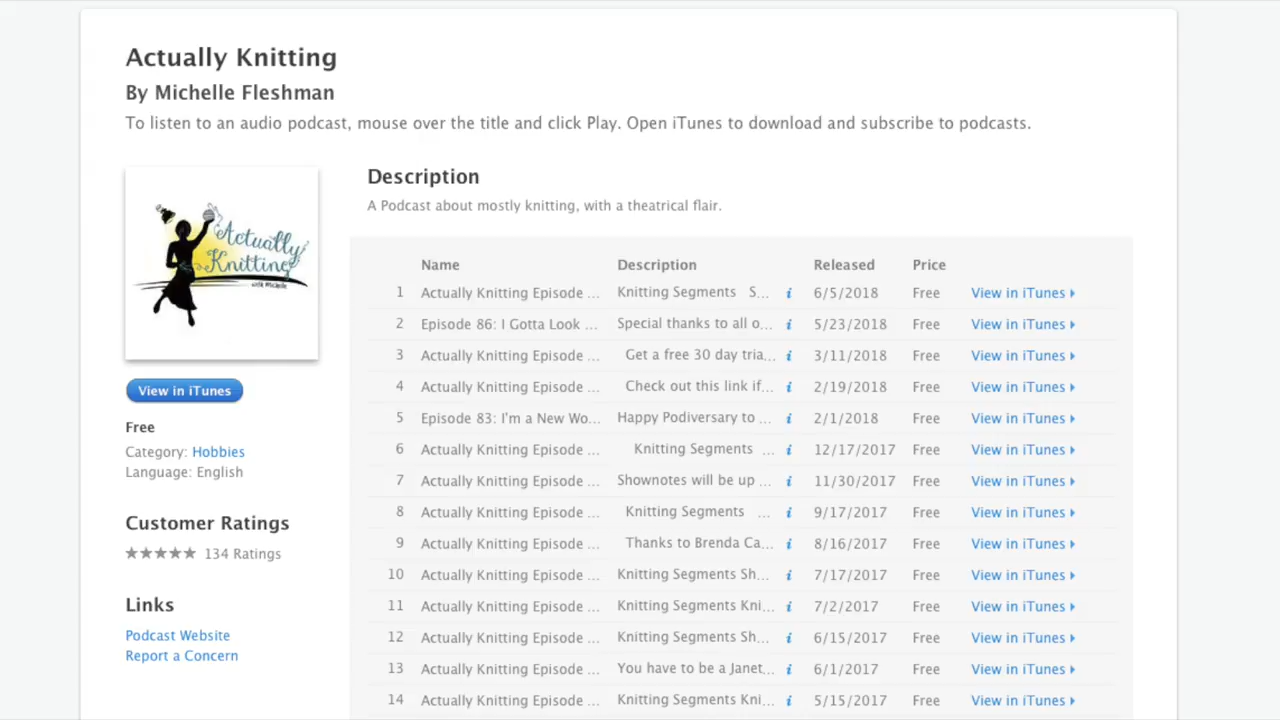 Actually Knitting
By Michelle Fleshman
To listen to an audio podcast, mouse over the title and click Play. Open iTunes to download and subscribe to podcasts.
Actually
Knitting
with Michelle
View in iTunes
Free
Category: Hobbies
Language: English
Customer Ratings
★★★★★ 134 Ratings
Links
Podcast Website
Report a Concern
Description
A Podcast about mostly knitting, with a theatrical flair.
Name Description Released Price
1 Actually Knitting Episode ... Knitting Segments S... i 6/5/2018 Free View in iTunes
2 Episode 86: I Gotta Look ... Special thanks to all o... i 5/23/2018 Free View in iTunes
3 Actually Knitting Episode ... Get a free 30 day tria... i 3/11/2018 Free View in iTunes
4 Actually Knitting Episode ... Check out this link if... i 2/19/2018 Free View in iTunes
5 Episode 83: I'm a New Wo... Happy Podiversary to ... i 2/1/2018 Free View in iTunes
6 Actually Knitting Episode ... Knitting Segments ... i 12/17/2017 Free View in iTunes
7 Actually Knitting Episode ... Shownotes will be up ... i 11/30/2017 Free View in iTunes
8 Actually Knitting Episode ... Knitting Segments ... i 9/17/2017 Free View in iTunes
9 Actually Knitting Episode ... Thanks to Brenda Ca... i 8/16/2017 Free View in iTunes
10 Actually Knitting Episode ... Knitting Segments Sh... i 7/17/2017 Free View in iTunes
11 Actually Knitting Episode ... Knitting Segments Kni... i 7/2/2017 Free View in iTunes
12 Actually Knitting Episode ... Knitting Segments Sh... i 6/15/2017 Free View in iTunes
13 Actually Knitting Episode ... You have to be a Janet... i 6/1/2017 Free View in iTunes
14 Actually Knitting Episode ... Knitting Segments Kni... i 5/15/2017 Free View in iTunes